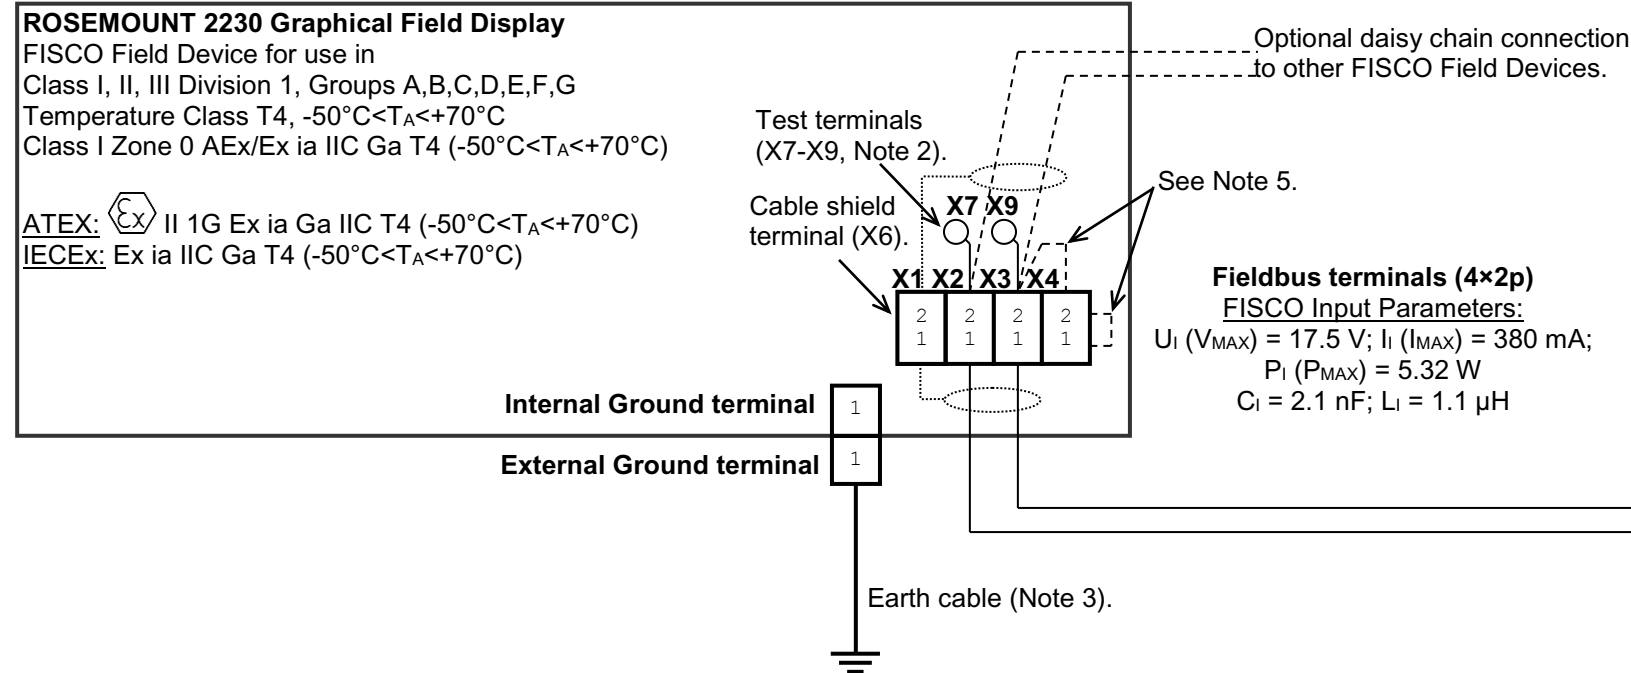 ROSEMOUNT 2230 Graphical Field Display
FISCO Field Device for use in
Class I, II, III Division 1, Groups A,B,C,D,E,F,G
Temperature Class T4, -50°C<TA<+70°C
Class I Zone 0 AEx/Ex ia IIC Ga T4 (-50°C<TA<+70°C)
ATEX: Ex II 1G Ex ia Ga IIC T4 (-50°C<TA<+70°C)
IECEx: Ex ia IIC Ga T4 (-50°C<TA<+70°C)
Optional daisy chain connection
to other FISCO Field Devices.
Test terminals
(X7-X9, Note 2).
See Note 5.
Cable shield
terminal (X6).
X7 X9
X1 X2 X3 X4
2 2 2 2
1 1 1 1
Fieldbus terminals (4×2p)
FISCO Input Parameters:
UI (VMAX) = 17.5 V; II (IMAX) = 380 mA;
PI (PMAX) = 5.32 W
CI = 2.1 nF; LI = 1.1 µH
Internal Ground terminal 1
External Ground terminal 1
Earth cable (Note 3).